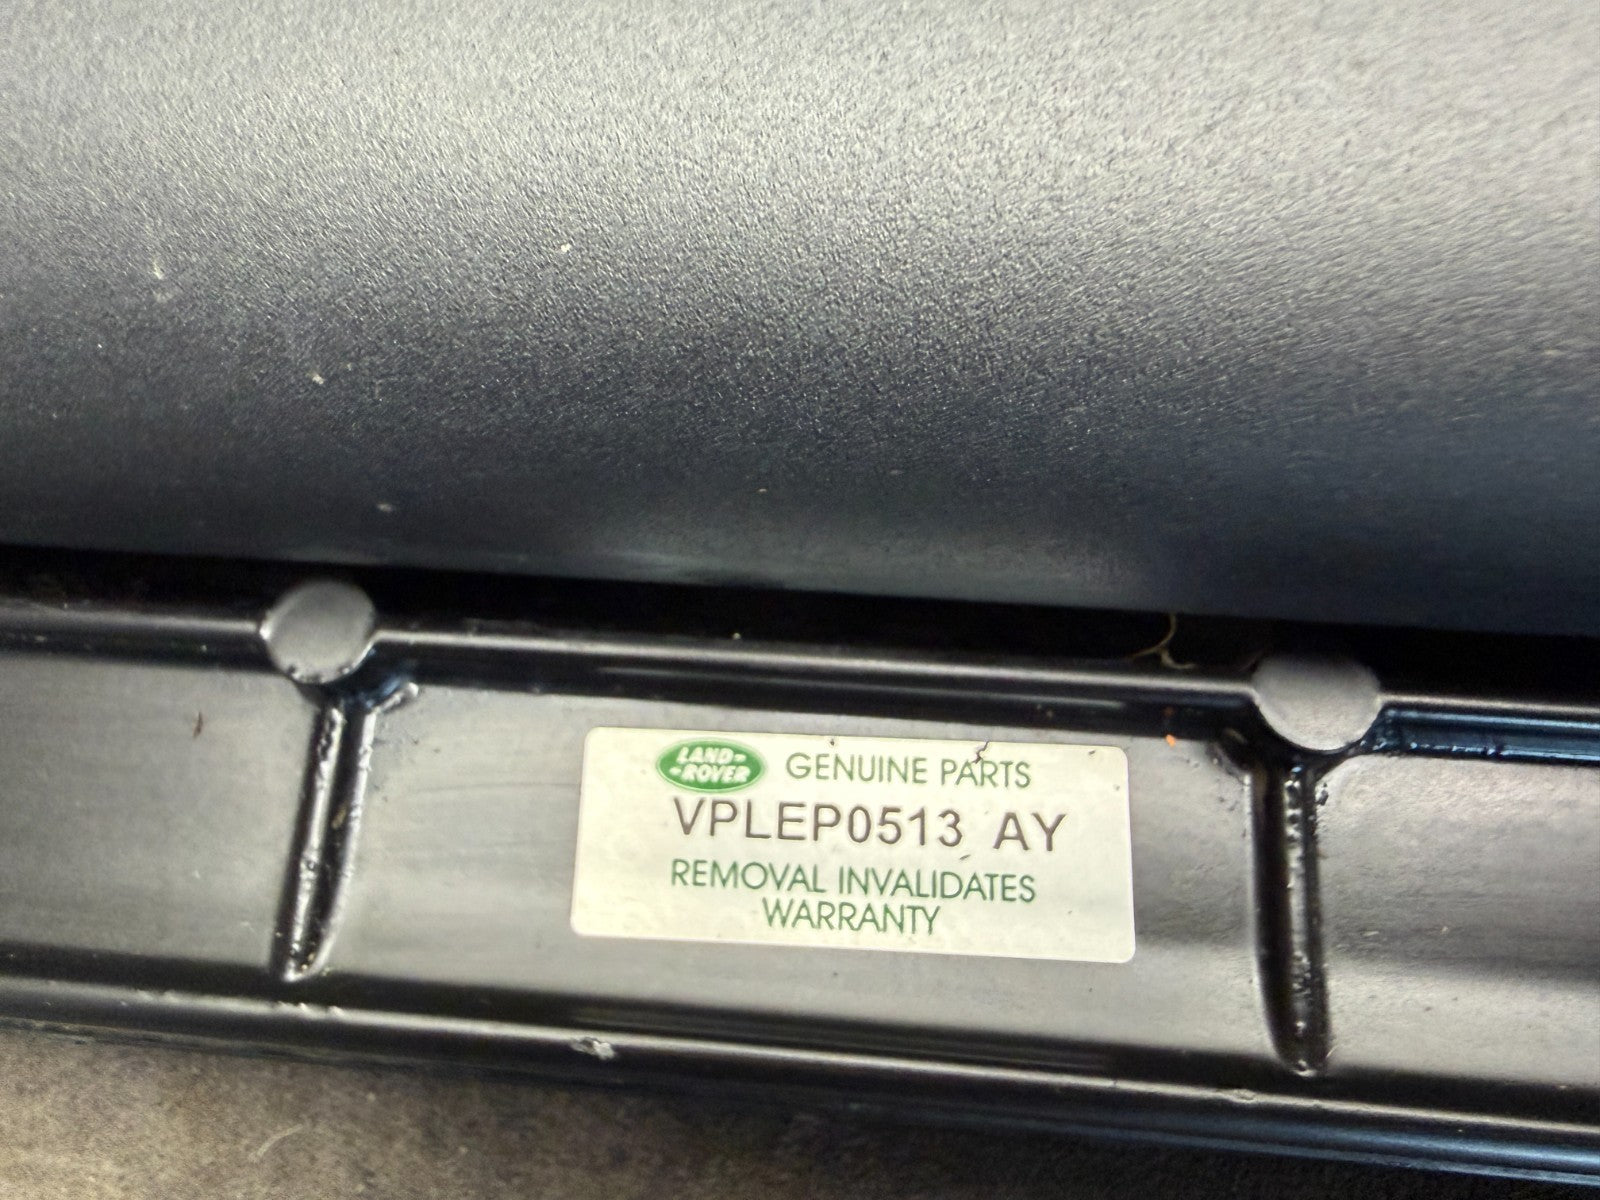 LAND-
-ROVER
GENUINE PARTS
VPLEP0513 AY
REMOVAL INVALIDATES
WARRANTY